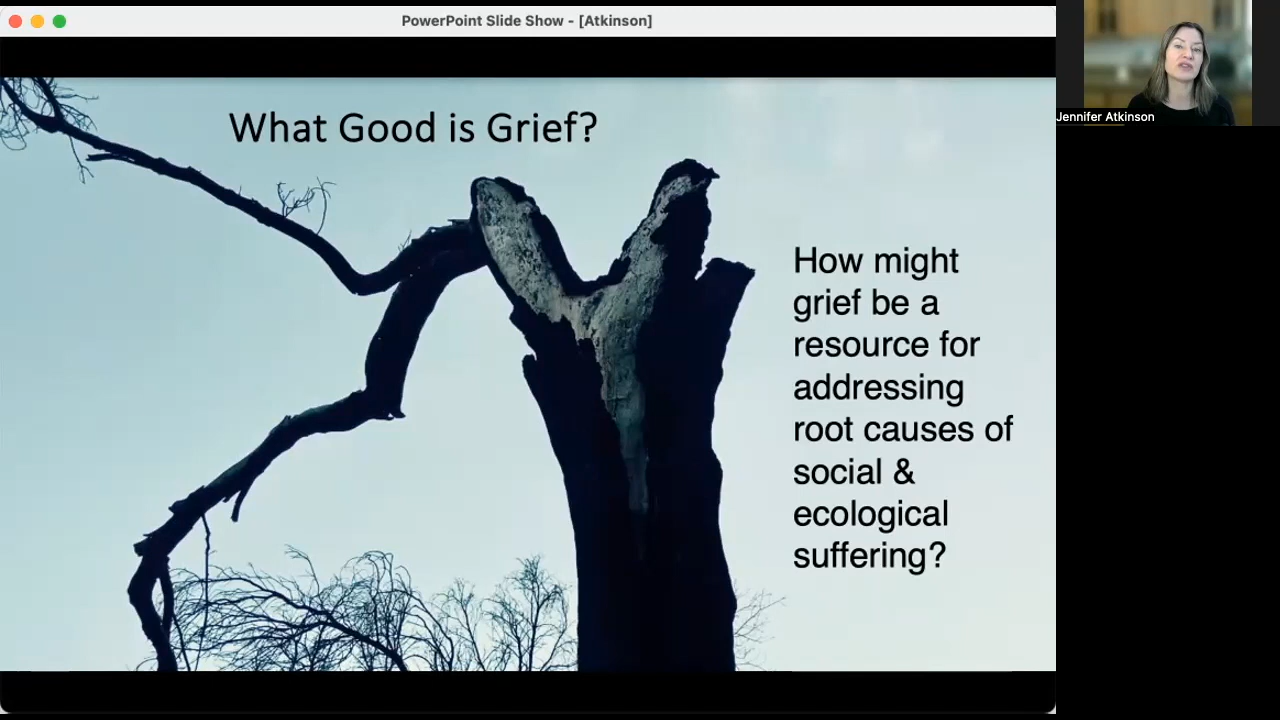 PowerPoint Slide Show - [Atkinson]
Jennifer Atkinson
What Good is Grief?
How might
grief be a
resource for
addressing
root causes of
social &
ecological
suffering?